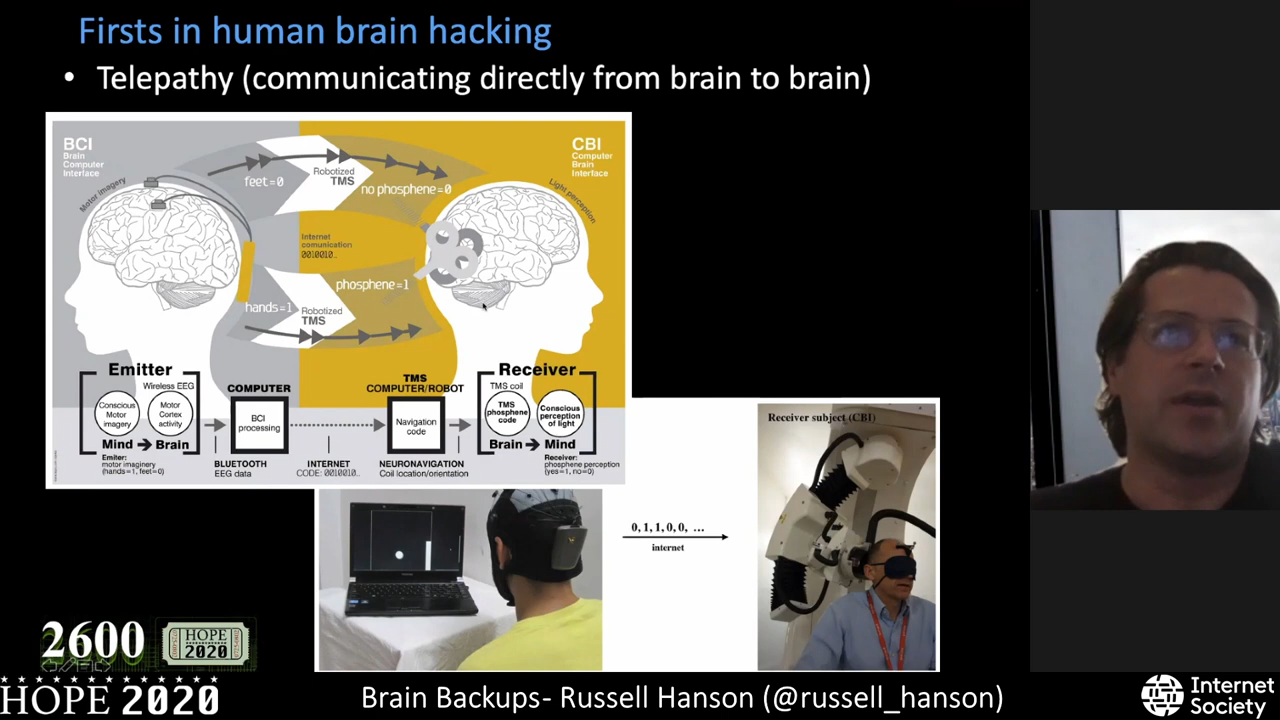 Firsts in human brain hacking
• Telepathy (communicating directly from brain to brain)
BCI
Brain
Computer
Interface
CBI
Computer
Brain
Interface
Motor imagery
Light perception
feet=0
Robotized
TMS
no phosphene=0
Internet
comunication
0010010..
phosphene=1
hands=1
Robotized
TMS
Emitter
Wireless EEG
Conscious
Motor
imagery
Motor
Cortex
activity
Mind
Brain
Emiter:
motor imaginery
(hands=1, feet=0)
COMPUTER
BCI
processing
BLUETOOTH
EEG data
INTERNET
CODE: 0010010..
TMS
COMPUTER/ROBOT
Navigation
code
NEURONAVIGATION
Coil location/orientation
Receiver
TMS coil
TMS
phosphene
code
Conscious
perception
of light
Brain
Mind
Receiver:
phosphene perception
(yes=1, no=0)
0, 1, 1, 0, 0, ...
internet
Receiver subject (CBI)
2600
HOPE
2020
HOPE 2020
Brain Backups- Russell Hanson (@russell_hanson)
Internet
Society